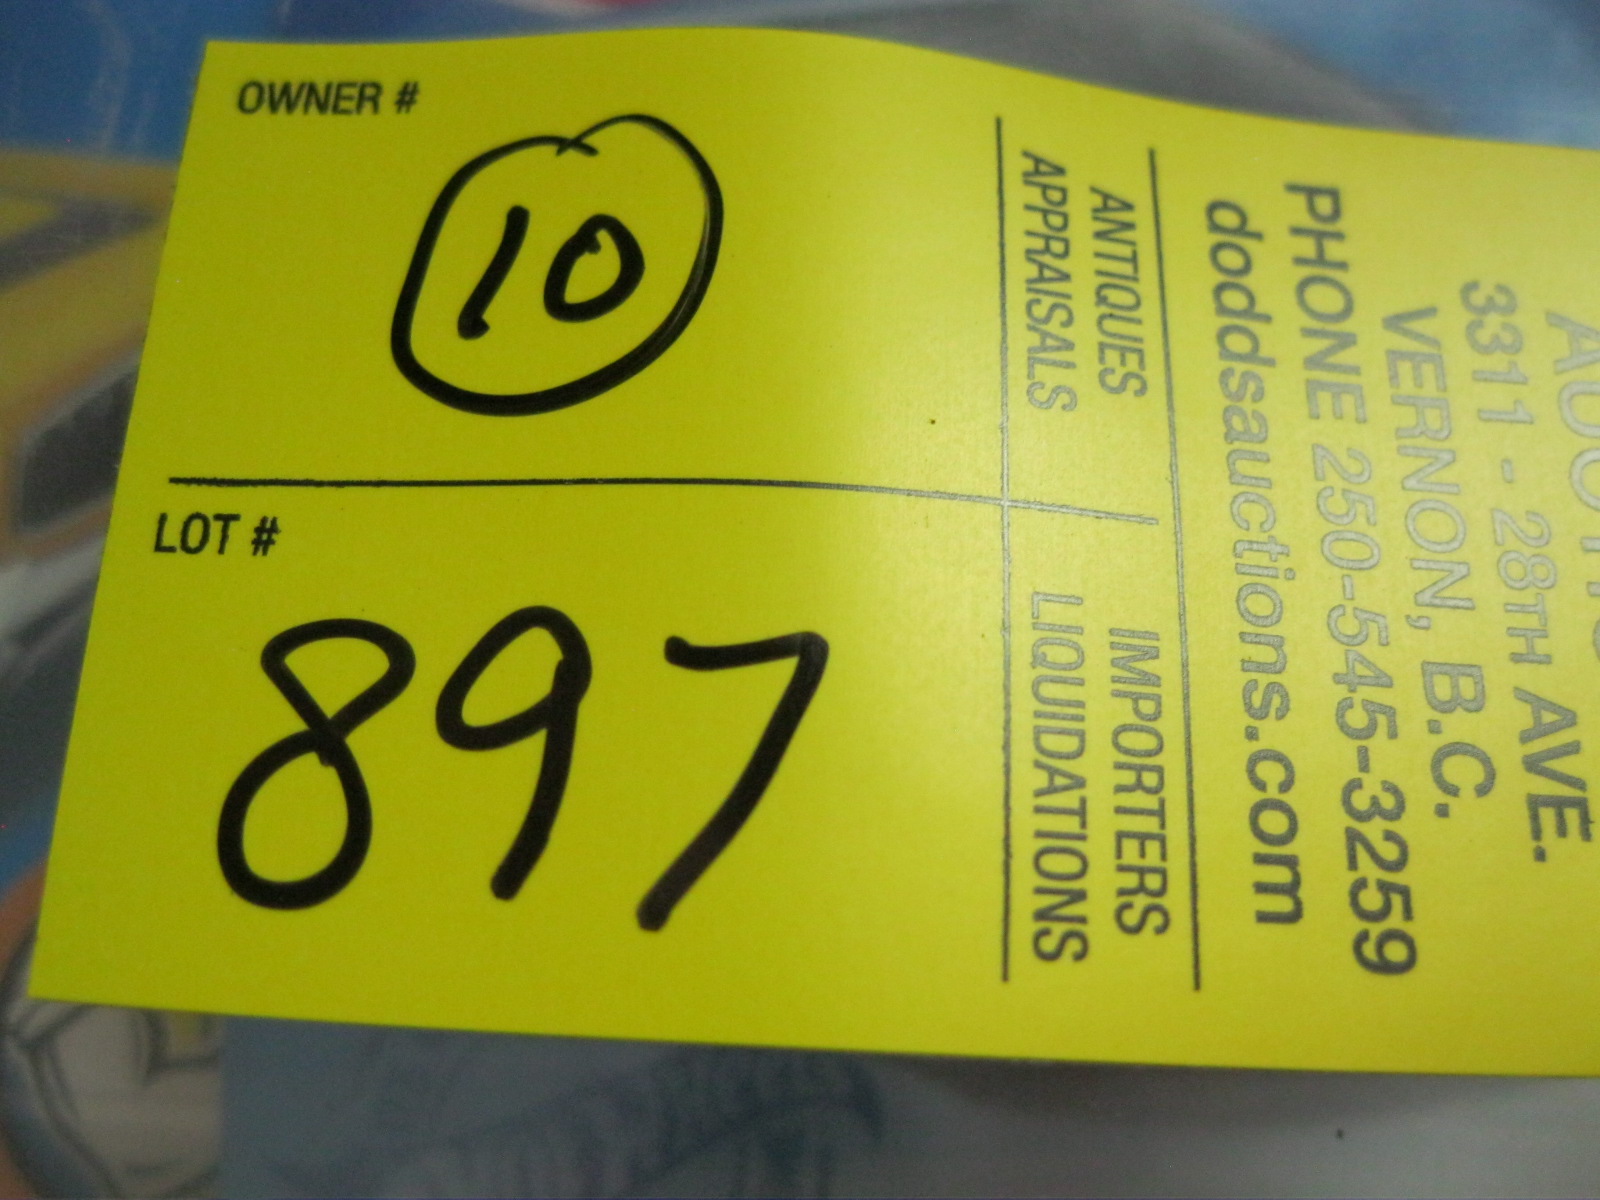 OWNER #
10
LOT #
897
3311 - 28TH AVE.
VERNON, B.C.
PHONE 250-545-3259
doddsauctions.com
ANTIQUES IMPORTERS
APPRAISALS LIQUIDATIONS